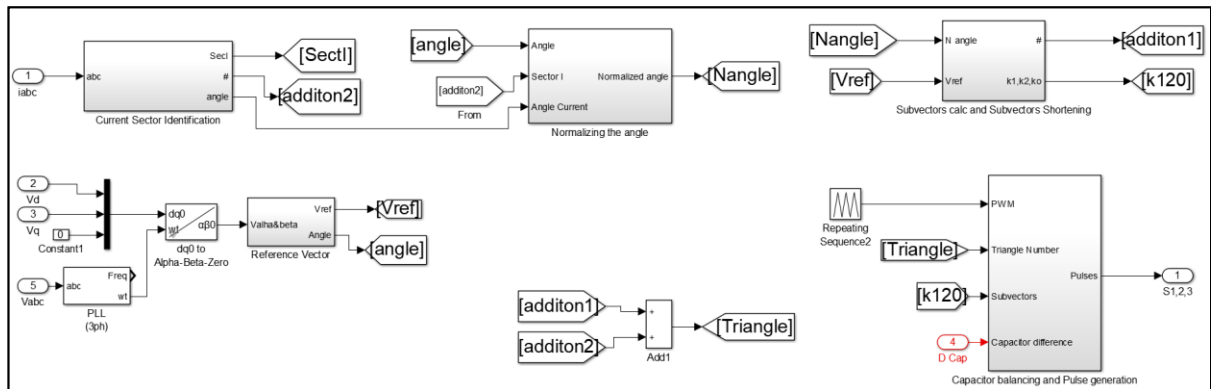 1
iabc
abc
SecI
#
angle
Current Sector Identification
[SectI]
[additon2]
[angle]
[additon2]
From
Angle
Sector I
Angle Current
Normalized angle
Normalizing the angle
[Nangle]
[Nangle]
[Vref]
N angle
Vref
#
k1,k2,ko
Subvectors calc and Subvectors Shortening
[additon1]
[k120]
2
Vd
3
Vq
0
Constant1
5
Vabc
abc
Freq
wt
PLL
(3ph)
dq0
wt
αβ0
dq0 to
Alpha-Beta-Zero
Valha&beta
Vref
Angle
Reference Vector
[Vref]
[angle]
[additon1]
[additon2]
+
+
Add1
[Triangle]
Repeating
Sequence2
[Triangle]
[k120]
4
D Cap
PWM
Triangle Number
Subvectors
Capacitor difference
Pulses
Capacitor balancing and Pulse generation
1
S1,2,3